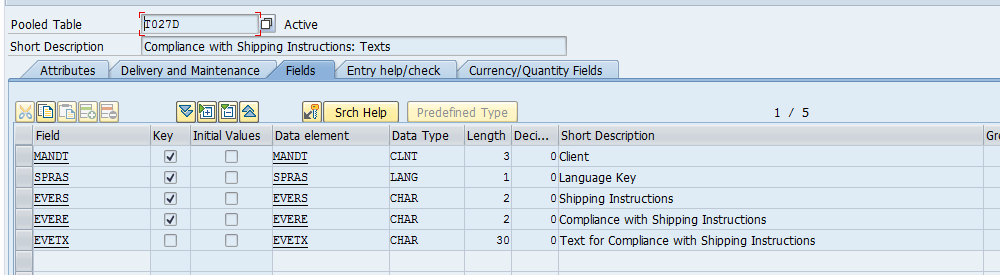 Pooled Table T027D Active
Short Description Compliance with Shipping Instructions: Texts
Attributes Delivery and Maintenance Fields Entry help/check Currency/Quantity Fields
Srch Help Predefined Type 1 / 5
Field Key Initial Values Data element Data Type Length Deci... Short Description Gr
MANDT MANDT CLNT 3 0 Client
SPRAS SPRAS LANG 1 0 Language Key
EVERS EVERS CHAR 2 0 Shipping Instructions
EVERE EVERE CHAR 2 0 Compliance with Shipping Instructions
EVETX EVETX CHAR 30 0 Text for Compliance with Shipping Instructions